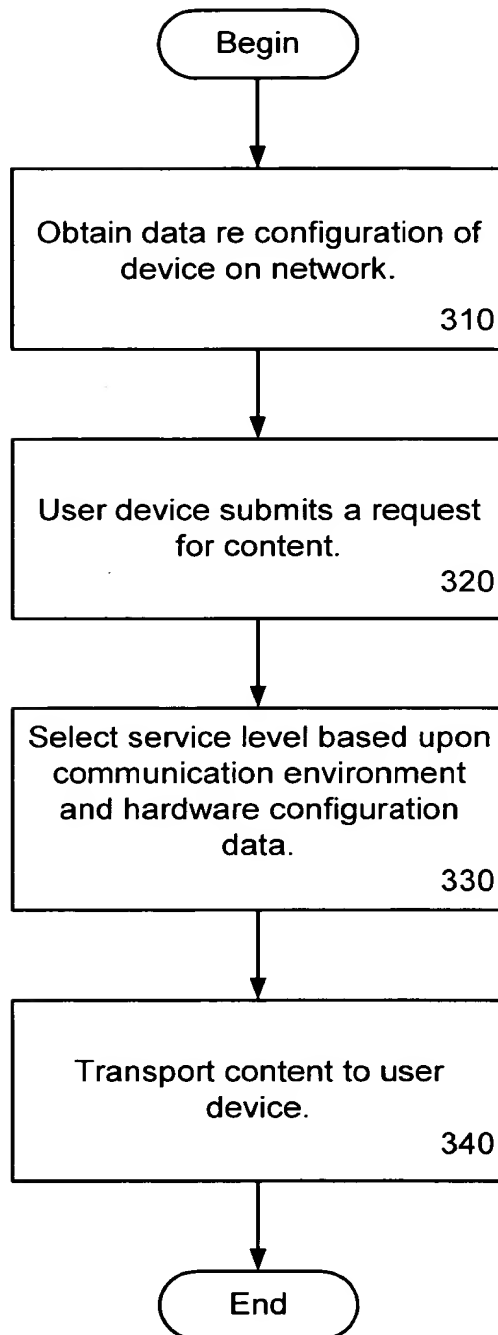 Begin
Obtain data re configuration of
device on network.
310
User device submits a request
for content.
320
Select service level based upon
communication environment
and hardware configuration
data.
330
Transport content to user
device.
340
End